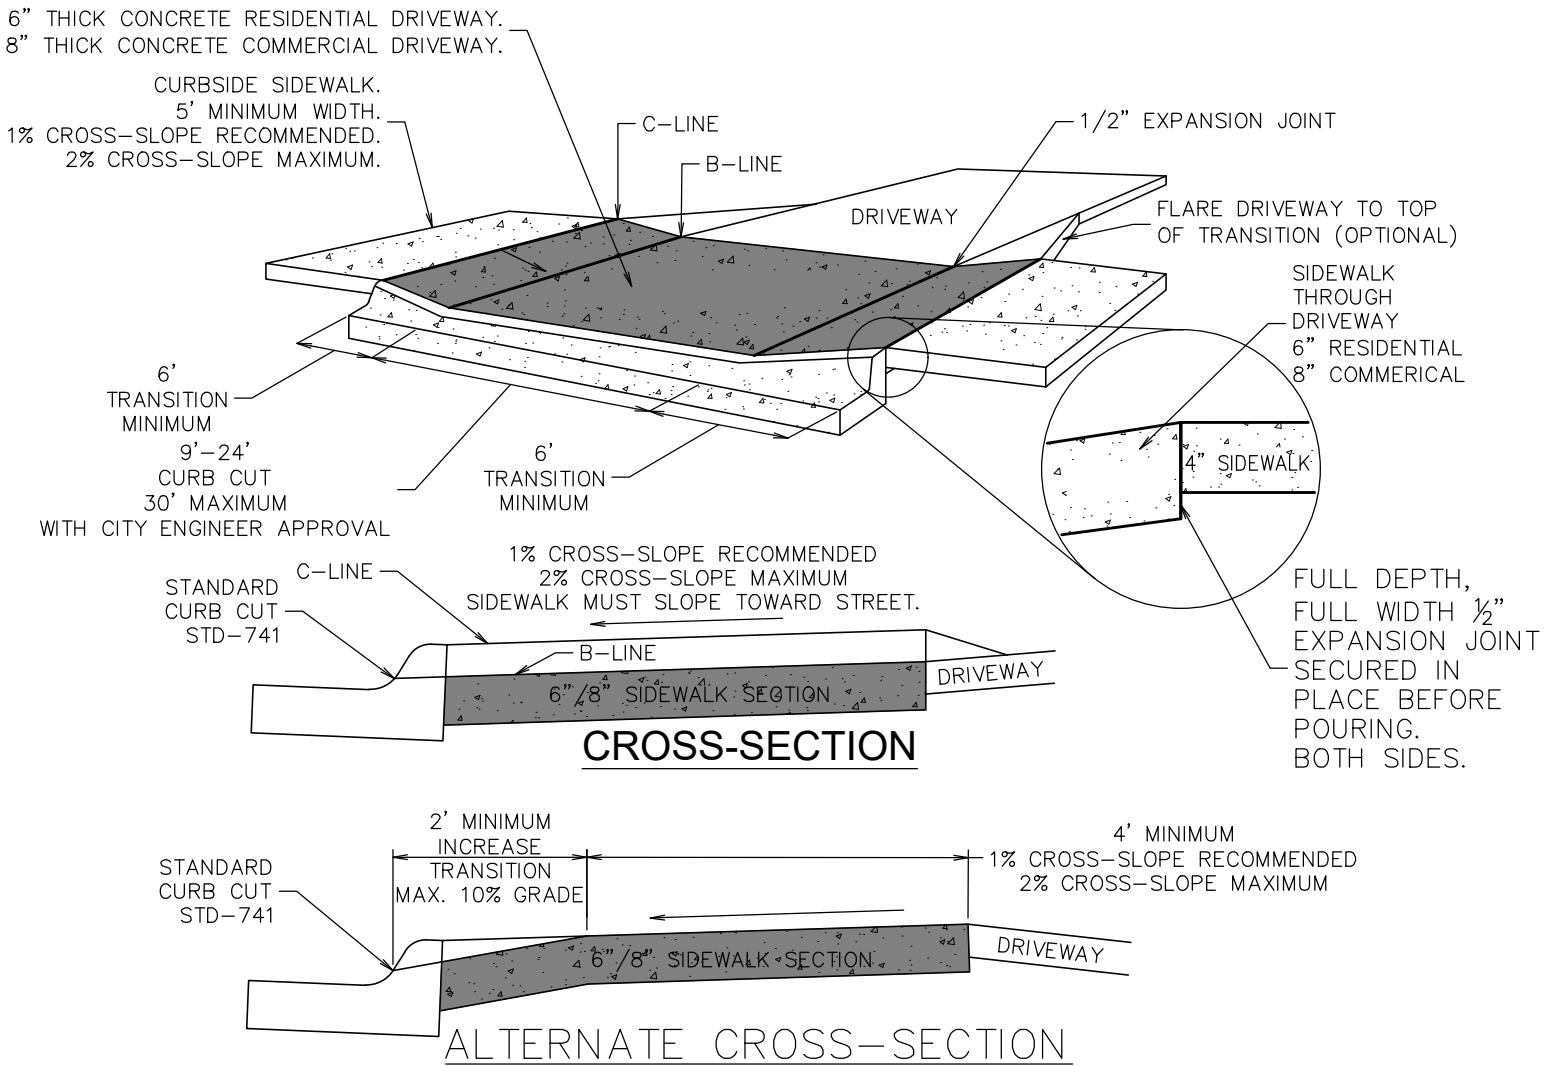 6” THICK CONCRETE RESIDENTIAL DRIVEWAY.
8” THICK CONCRETE COMMERCIAL DRIVEWAY.
CURBSIDE SIDEWALK.
5’ MINIMUM WIDTH.
1% CROSS–SLOPE RECOMMENDED.
2% CROSS–SLOPE MAXIMUM.
C–LINE
B–LINE
1/2” EXPANSION JOINT
DRIVEWAY
FLARE DRIVEWAY TO TOP
OF TRANSITION (OPTIONAL)
SIDEWALK
THROUGH
DRIVEWAY
6” RESIDENTIAL
8” COMMERICAL
6’
TRANSITION
MINIMUM
9’–24’
CURB CUT
30’ MAXIMUM
WITH CITY ENGINEER APPROVAL
6’
TRANSITION
MINIMUM
4” SIDEWALK
FULL DEPTH,
FULL WIDTH ½”
EXPANSION JOINT
SECURED IN
PLACE BEFORE
POURING.
BOTH SIDES.
1% CROSS–SLOPE RECOMMENDED
2% CROSS–SLOPE MAXIMUM
SIDEWALK MUST SLOPE TOWARD STREET.
C–LINE
STANDARD
CURB CUT
STD–741
B–LINE
6”/8” SIDEWALK SECTION
DRIVEWAY
CROSS-SECTION
2’ MINIMUM
INCREASE
TRANSITION
MAX. 10% GRADE
4’ MINIMUM
1% CROSS–SLOPE RECOMMENDED
2% CROSS–SLOPE MAXIMUM
STANDARD
CURB CUT
STD–741
6”/8” SIDEWALK SECTION
DRIVEWAY
ALTERNATE CROSS–SECTION